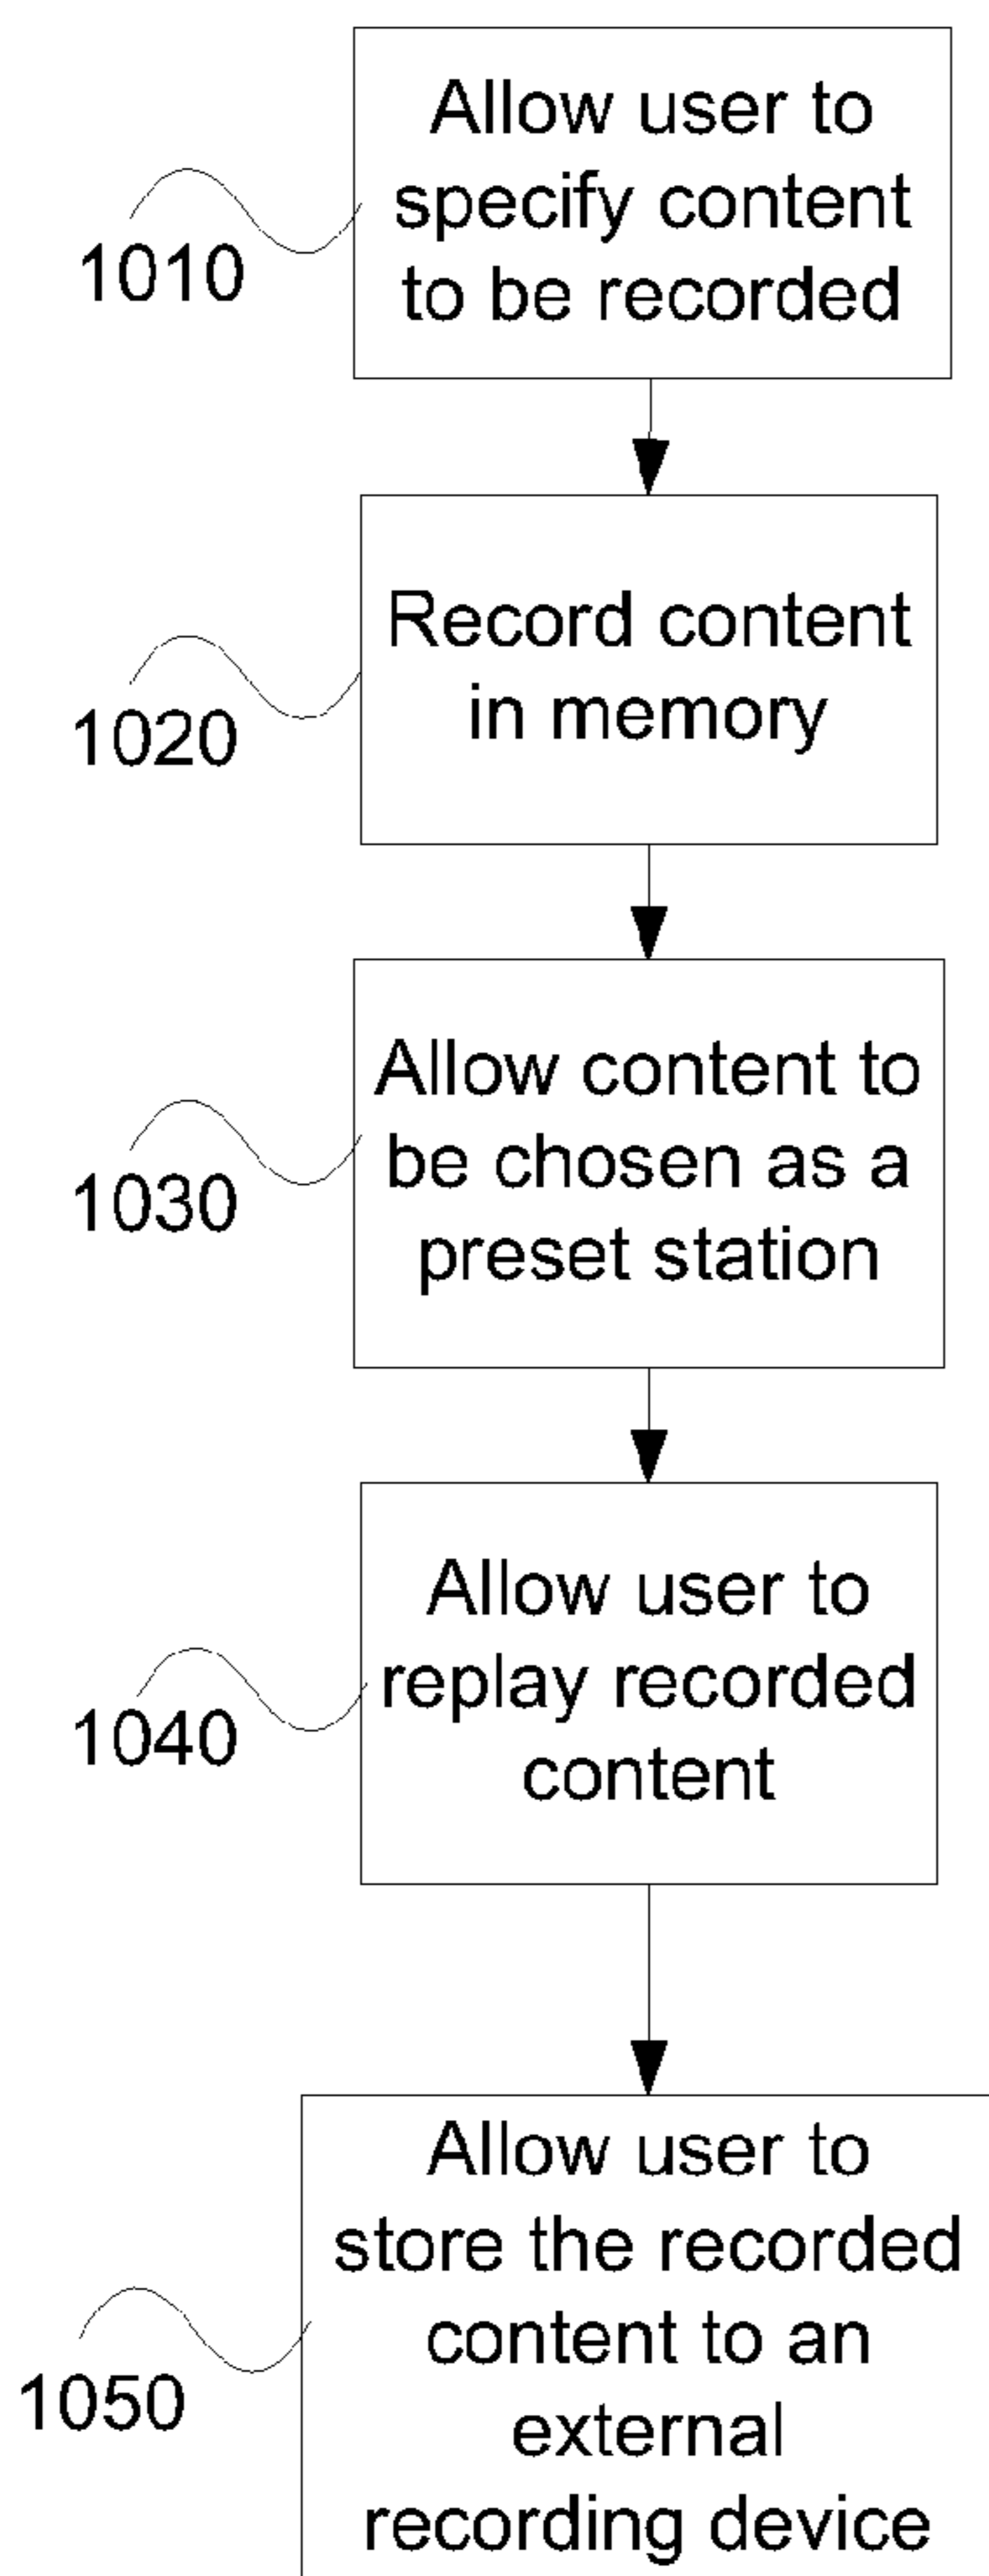 Allow user to
specify content
to be recorded
1010
Record content
in memory
1020
Allow content to
be chosen as a
preset station
1030
Allow user to
replay recorded
content
1040
Allow user to
store the recorded
content to an
external
recording device
1050